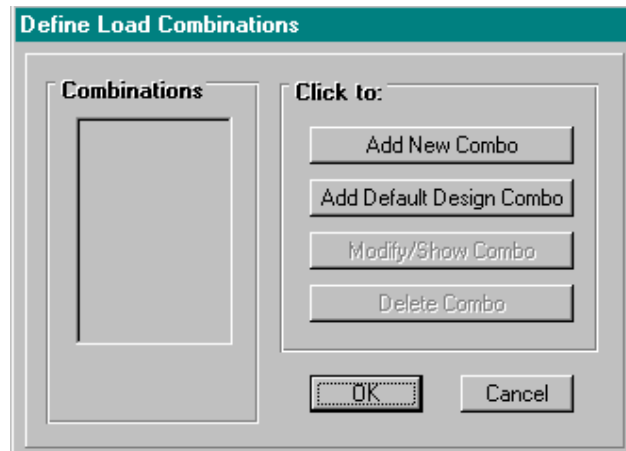 Define Load Combinations
Combinations
Click to:
Add New Combo
Add Default Design Combo
Modify/Show Combo
Delete Combo
OK
Cancel